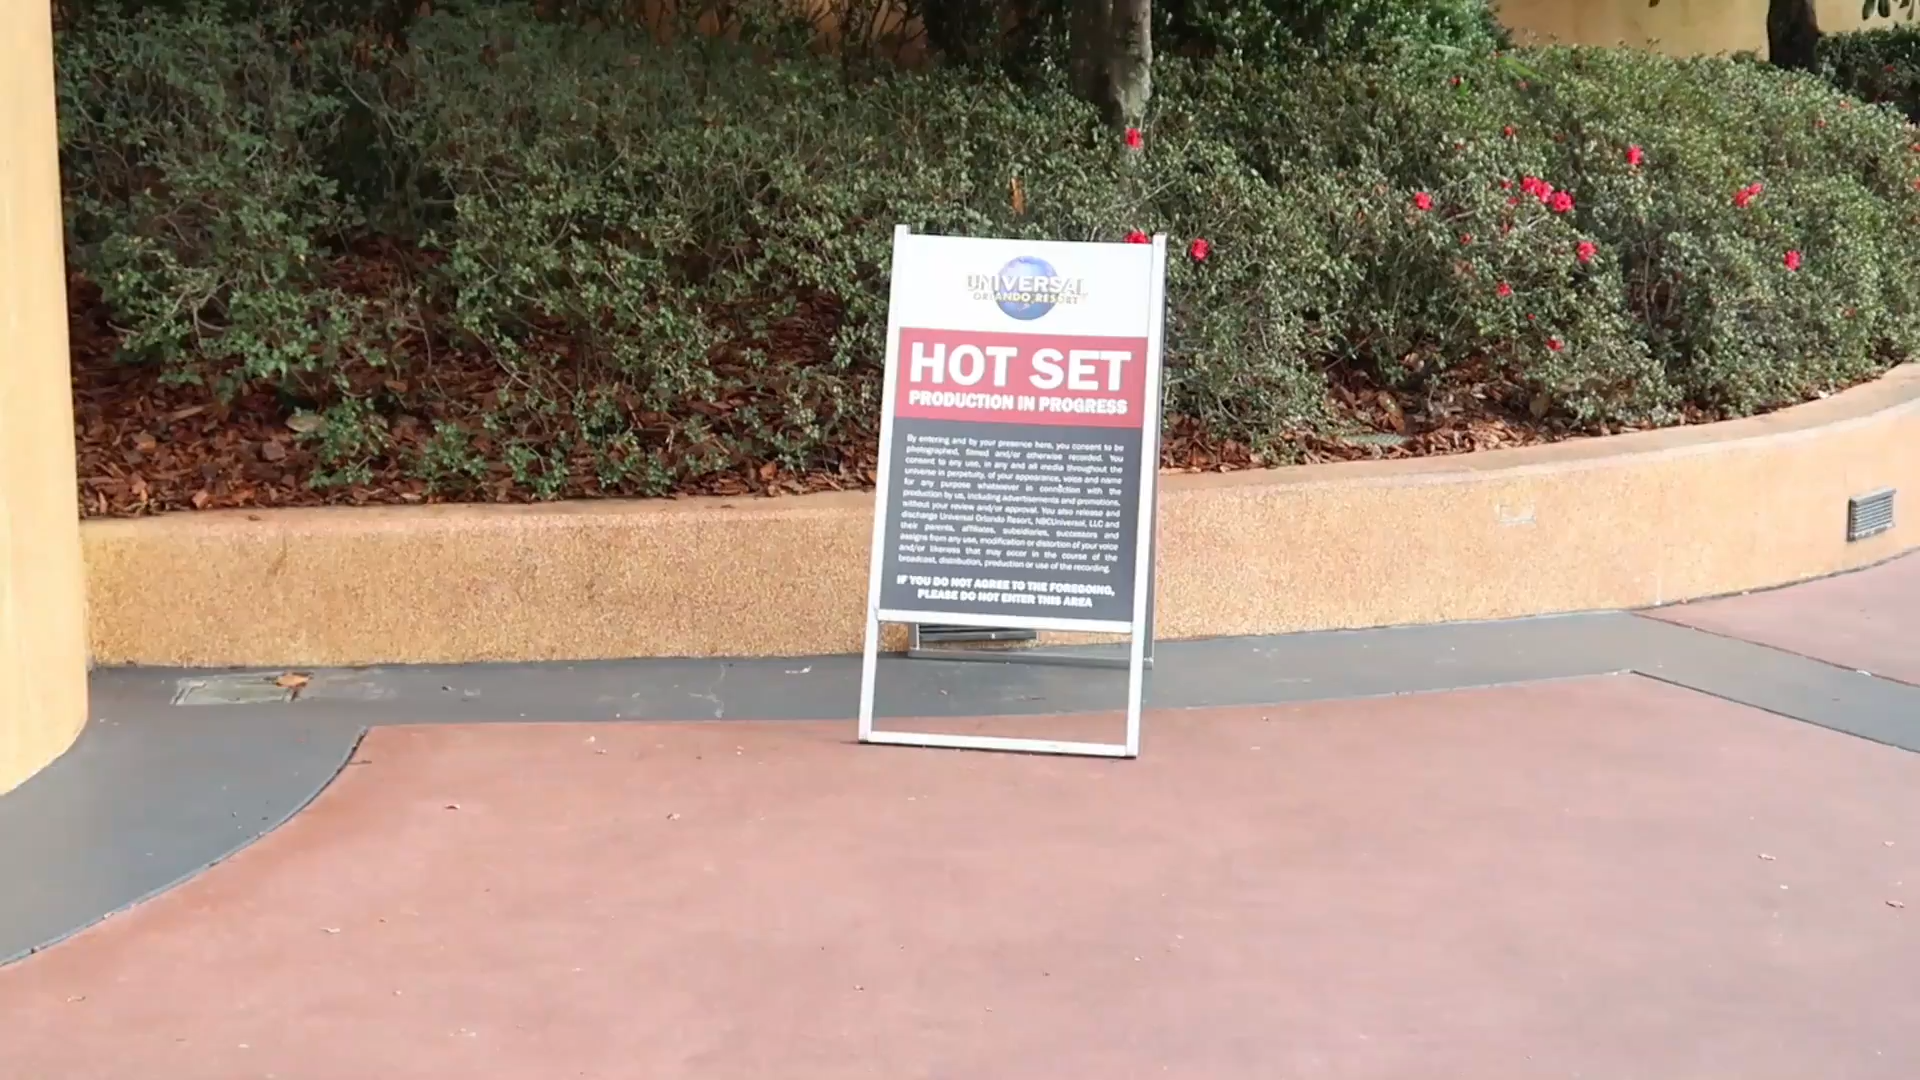 UNIVERSAL
ORLANDO RESORT
HOT SET
PRODUCTION IN PROGRESS
By entering and by your presence here, you consent to be
photographed, filmed and/or otherwise recorded. You
consent to any use, in any and all media throughout the
universe in perpetuity, of your appearance, voice and name
for any purpose whatsoever in connection with the
production by us, including advertisements and promotions,
without your review and/or approval. You also release and
discharge Universal Orlando Resort, NBCUniversal, LLC and
their parents, affiliates, subsidiaries, successors and
assigns from any use, modification or distortion of your voice
and/or likeness that may occur in the course of the
broadcast, distribution, production or use of the recording.
IF YOU DO NOT AGREE TO THE FOREGOING,
PLEASE DO NOT ENTER THIS AREA